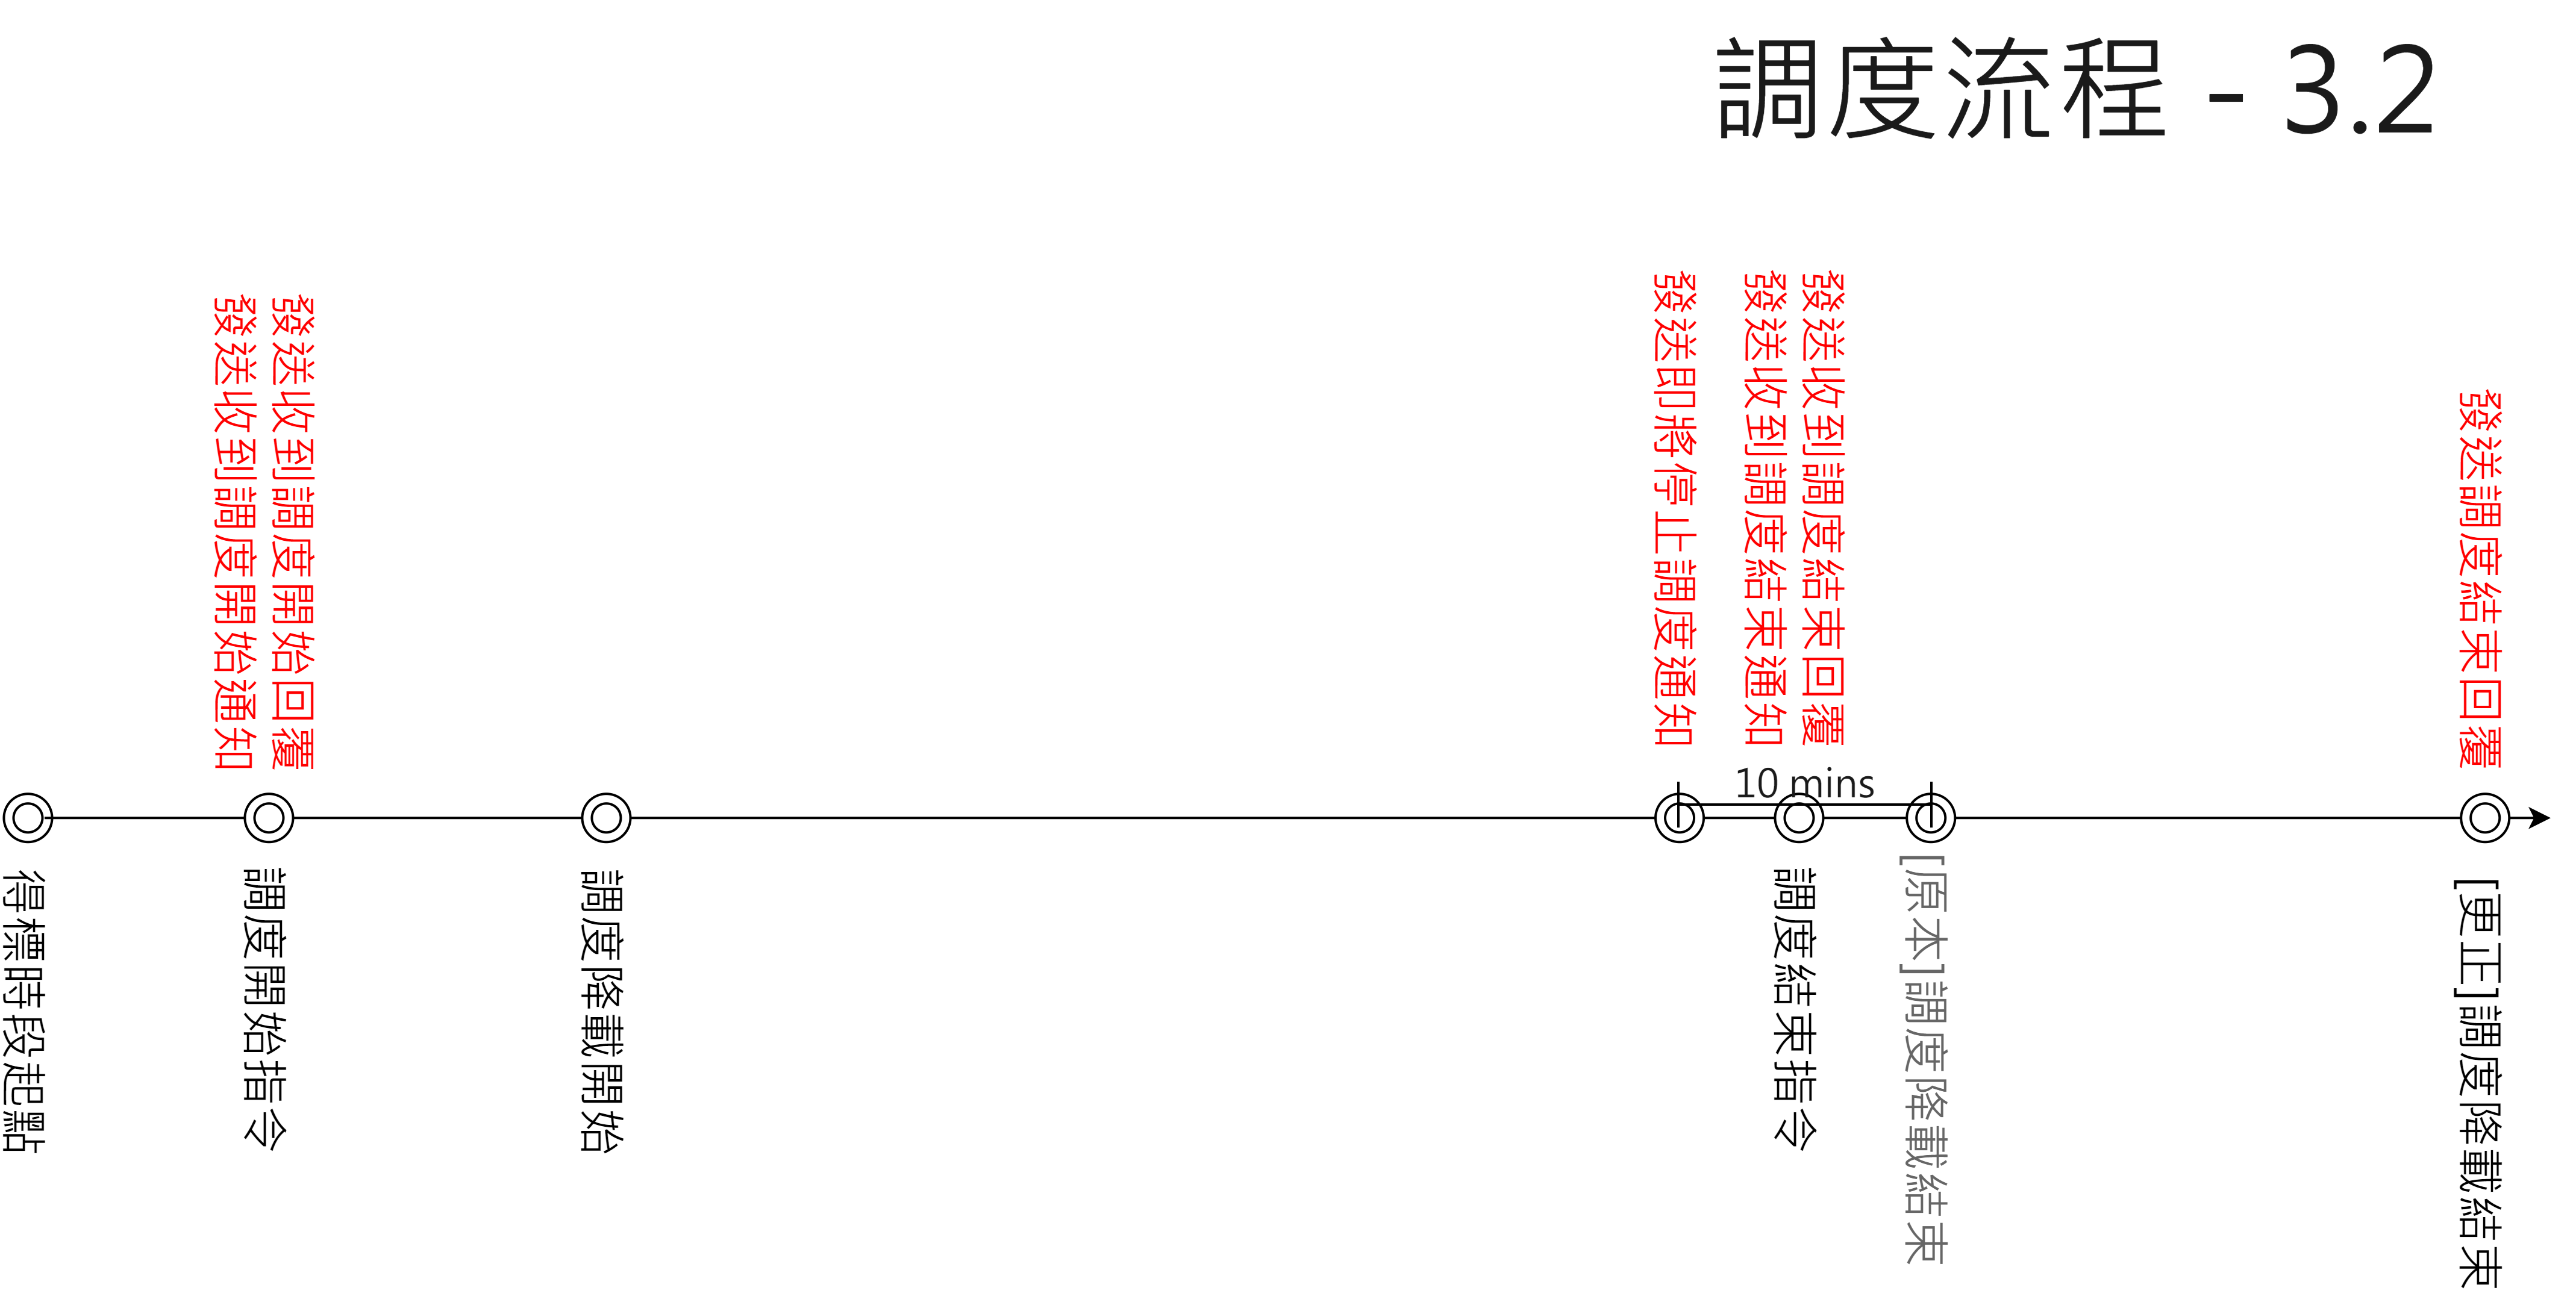 調度流程 - 3.2
發送收到調度開始通知
發送收到調度開始回覆
發送即將停止調度通知
發送收到調度結束通知
發送收到調度結束回覆
發送調度結束回覆
10 mins
得標時段起點
調度開始指令
調度降載開始
調度結束指令
[原本]調度降載結束
[更正]調度降載結束